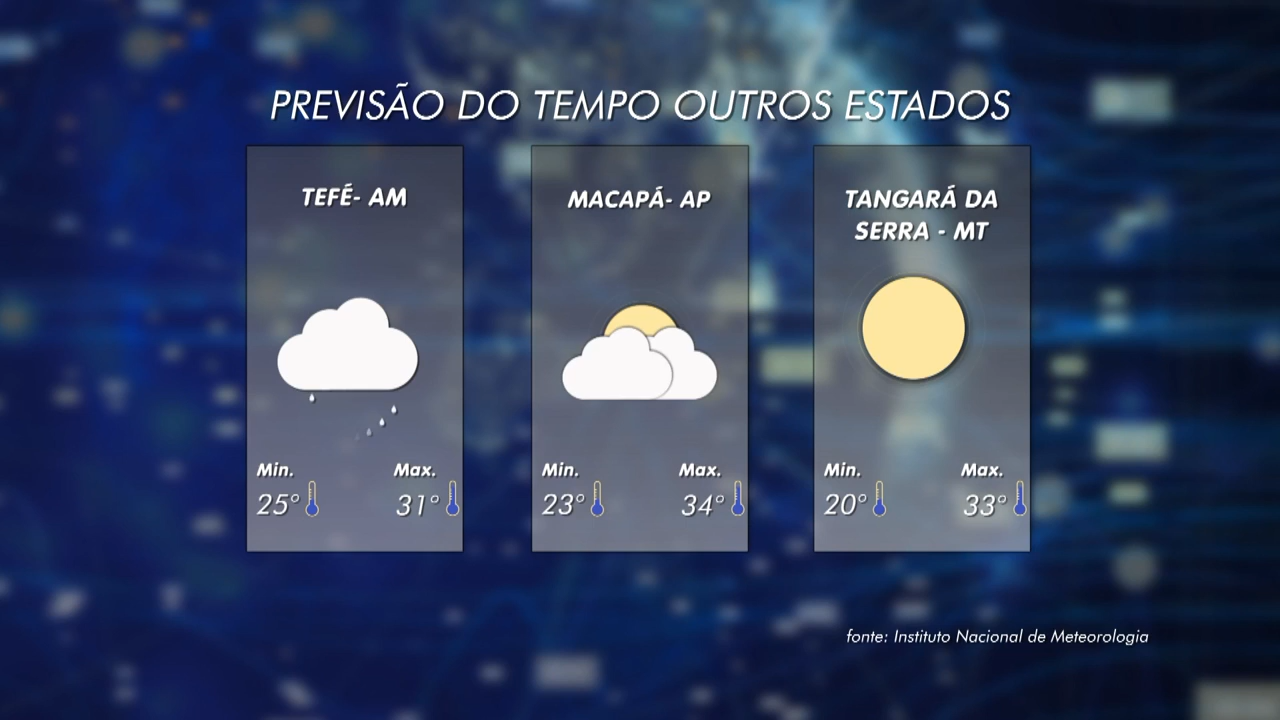 PREVISÃO DO TEMPO OUTROS ESTADOS
TEFÉ- AM
Min.
Max.
25°
31°
MACAPÁ- AP
Min.
Max.
23°
34°
TANGARÁ DA
SERRA - MT
Min.
Max.
20°
33°
fonte: Instituto Nacional de Meteorologia